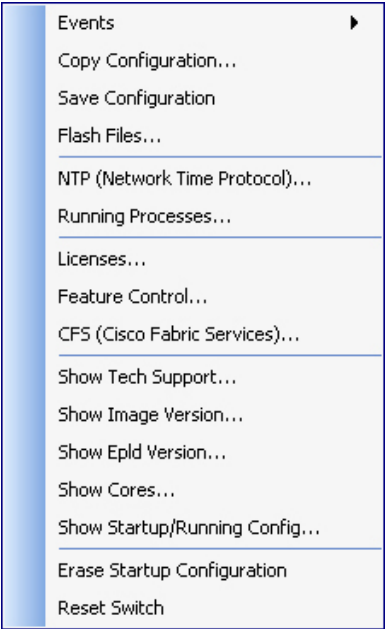 Events
Copy Configuration...
Save Configuration
Flash Files...
NTP (Network Time Protocol)...
Running Processes...
Licenses...
Feature Control...
CFS (Cisco Fabric Services)...
Show Tech Support...
Show Image Version...
Show Epld Version...
Show Cores...
Show Startup/Running Config...
Erase Startup Configuration
Reset Switch